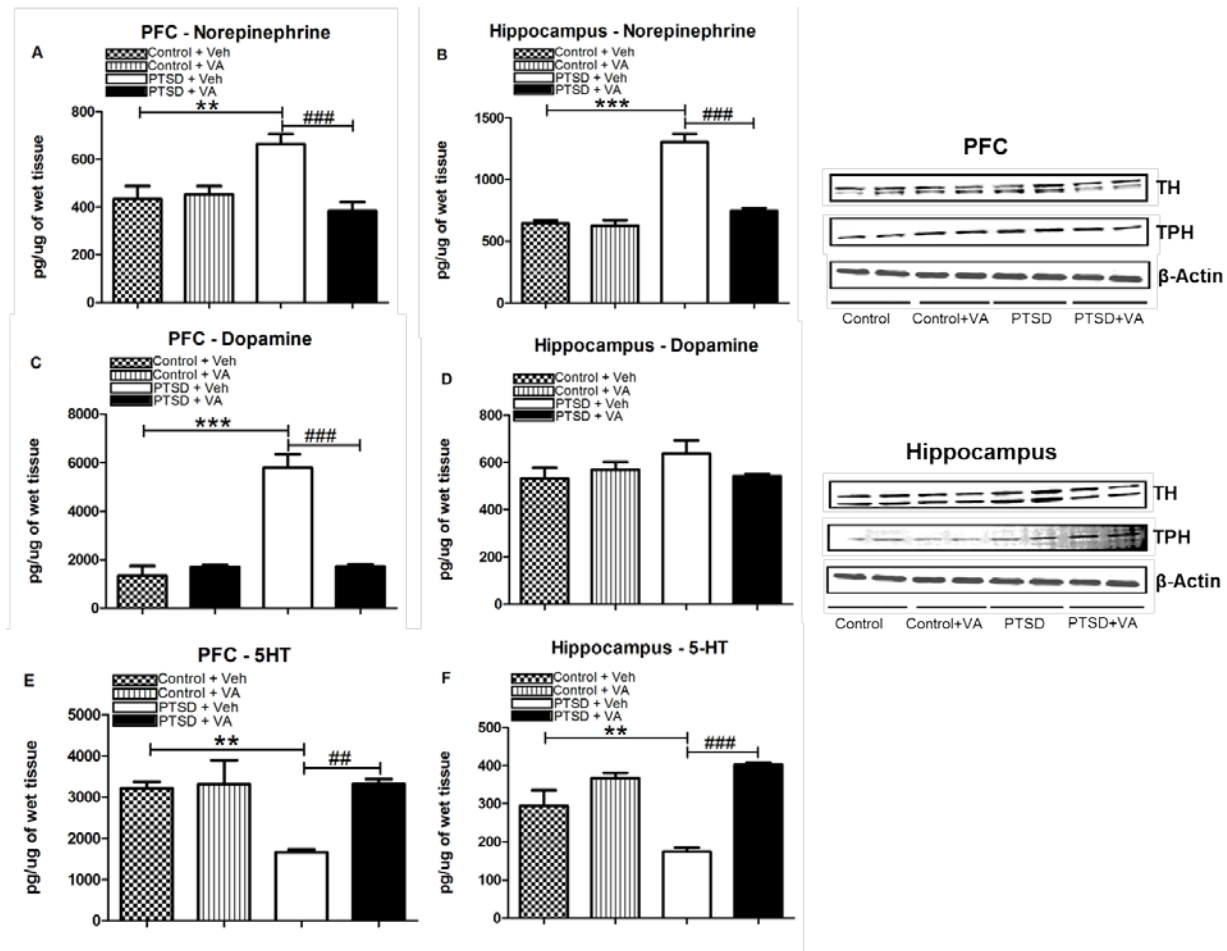 PFC - Norepinephrine
A
Control + Veh
Control + VA
PTSD + Veh
PTSD + VA
**
###
800
600
400
200
0
pg/ug of wet tissue
Hippocampus - Norepinephrine
B
Control + Veh
Control + VA
PTSD + Veh
PTSD + VA
***
###
1500
1000
500
0
pg/ug of wet tissue
PFC - Dopamine
C
Control + Veh
Control + VA
PTSD + Veh
PTSD + VA
***
###
8000
6000
4000
2000
0
pg/ug of wet tissue
Hippocampus - Dopamine
D
Control + Veh
Control + VA
PTSD + Veh
PTSD + VA
800
600
400
200
0
pg/ug of wet tissue
PFC - 5HT
E
Control + Veh
Control + VA
PTSD + Veh
PTSD + VA
**
##
5000
4000
3000
2000
1000
0
pg/ug of wet tissue
Hippocampus - 5-HT
F
Control + Veh
Control + VA
PTSD + Veh
PTSD + VA
**
###
500
400
300
200
100
0
pg/ug of wet tissue
PFC
TH
TPH
β-Actin
Control Control+VA PTSD PTSD+VA
Hippocampus
TH
TPH
β-Actin
Control Control+VA PTSD PTSD+VA